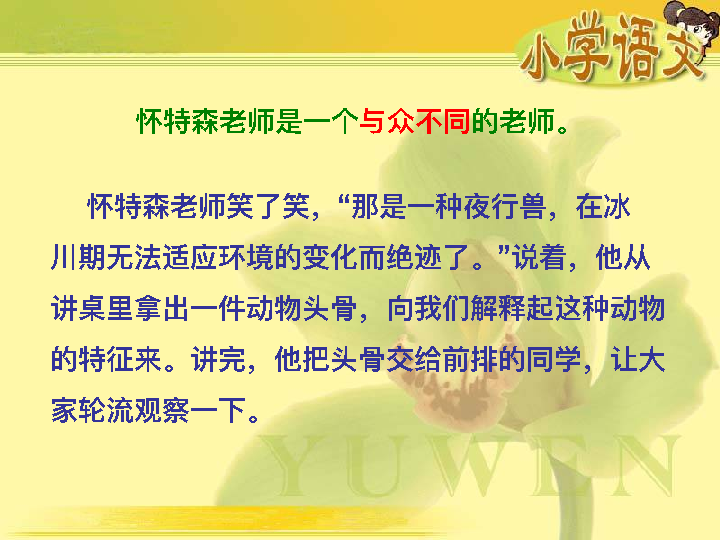 小学语文
怀特森老师是一个与众不同的老师。
怀特森老师笑了笑，“那是一种夜行兽，在冰
川期无法适应环境的变化而绝迹了。”说着，他从
讲桌里拿出一件动物头骨，向我们解释起这种动物
的特征来。讲完，他把头骨交给前排的同学，让大
家轮流观察一下。
YUWEN